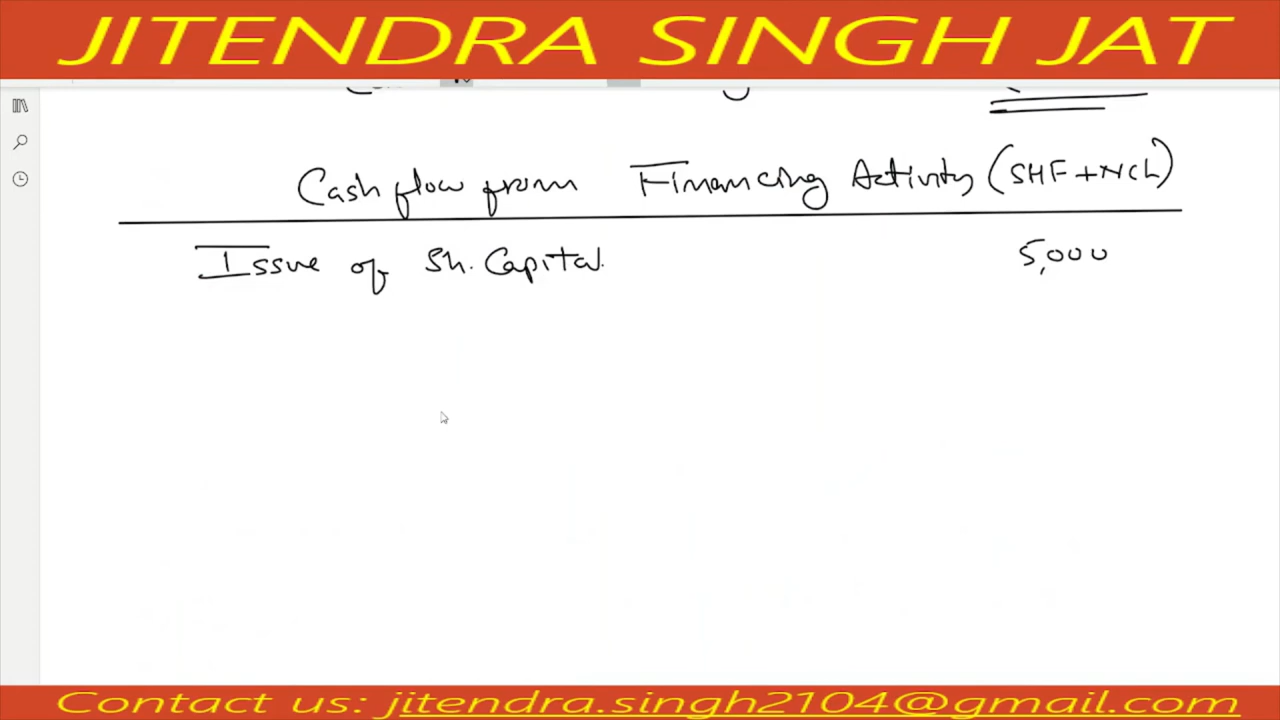 JITENDRA SINGH JAT
Cash flow from Financing Activity (SHF+NCL)
Issue of Sh. Capital. 5,000
Contact us: jitendra.singh2104@gmail.com